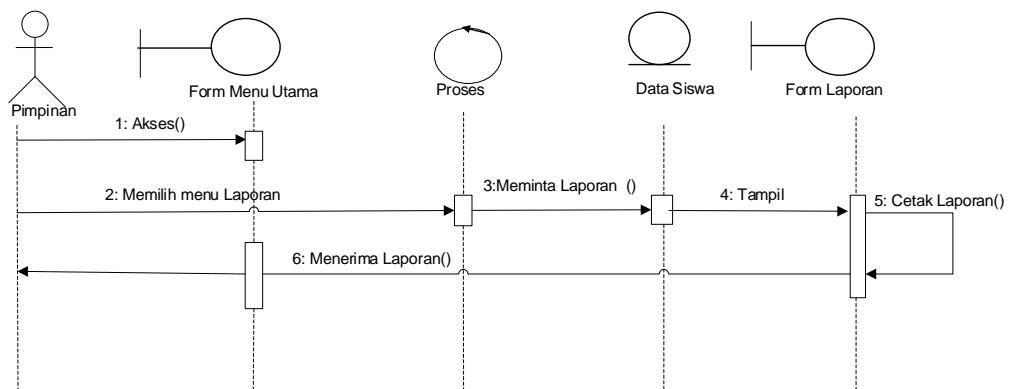 Pimpinan
Form Menu Utama
Proses
Data Siswa
Form Laporan
1: Akses()
2: Memilih menu Laporan
3:Meminta Laporan ()
4: Tampil
5: Cetak Laporan()
6: Menerima Laporan()